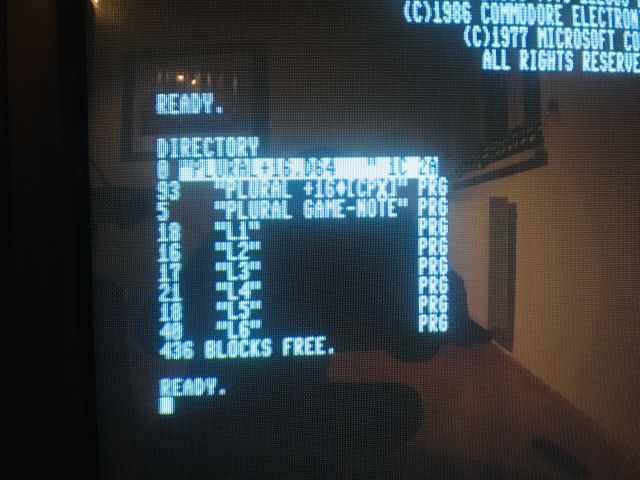 (C)1986 COMMODORE ELECTRON
(C)1977 MICROSOFT CO
ALL RIGHTS RESERVE
READY.
DIRECTORY
0 "PLURAL+16.D64 " IC 2A
93 "PLURAL +16+[CPX]" PRG
5 "PLURAL GAME-NOTE" PRG
18 "L1" PRG
16 "L2" PRG
17 "L3" PRG
21 "L4" PRG
18 "L5" PRG
40 "L6" PRG
436 BLOCKS FREE.
READY.